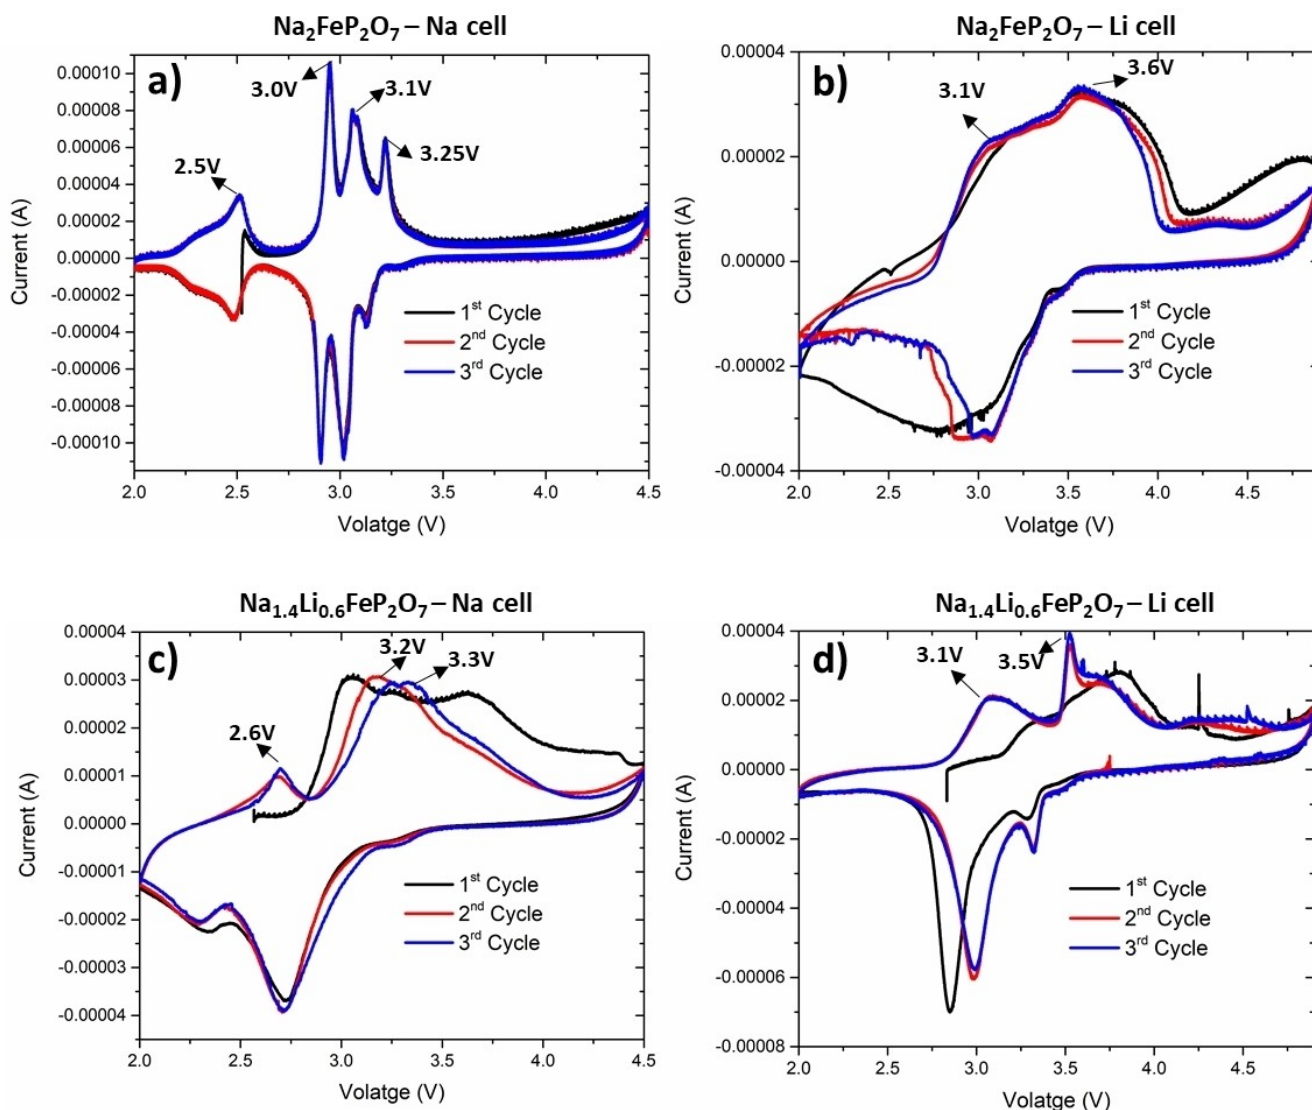 Na₂FeP₂O₇ – Na cell
a)
0.00010
0.00008
0.00006
0.00004
0.00002
0.00000
-0.00002
-0.00004
-0.00006
-0.00008
-0.00010
Current (A)
2.5V
3.0V
3.1V
3.25V
1st Cycle
2nd Cycle
3rd Cycle
2.0 2.5 3.0 3.5 4.0 4.5
Volatge (V)
Na₂FeP₂O₇ – Li cell
b)
0.00004
0.00002
0.00000
-0.00002
-0.00004
Current (A)
3.1V
3.6V
1st Cycle
2nd Cycle
3rd Cycle
2.0 2.5 3.0 3.5 4.0 4.5
Volatge (V)
Na₁.₄Li₀.₆FeP₂O₇ – Na cell
c)
0.00004
0.00003
0.00002
0.00001
0.00000
-0.00001
-0.00002
-0.00003
-0.00004
Current (A)
2.6V
3.2V
3.3V
1st Cycle
2nd Cycle
3rd Cycle
2.0 2.5 3.0 3.5 4.0 4.5
Volatge (V)
Na₁.₄Li₀.₆FeP₂O₇ – Li cell
d)
0.00004
0.00002
0.00000
-0.00002
-0.00004
-0.00006
-0.00008
Current (A)
3.1V
3.5V
1st Cycle
2nd Cycle
3rd Cycle
2.0 2.5 3.0 3.5 4.0 4.5
Volatge (V)